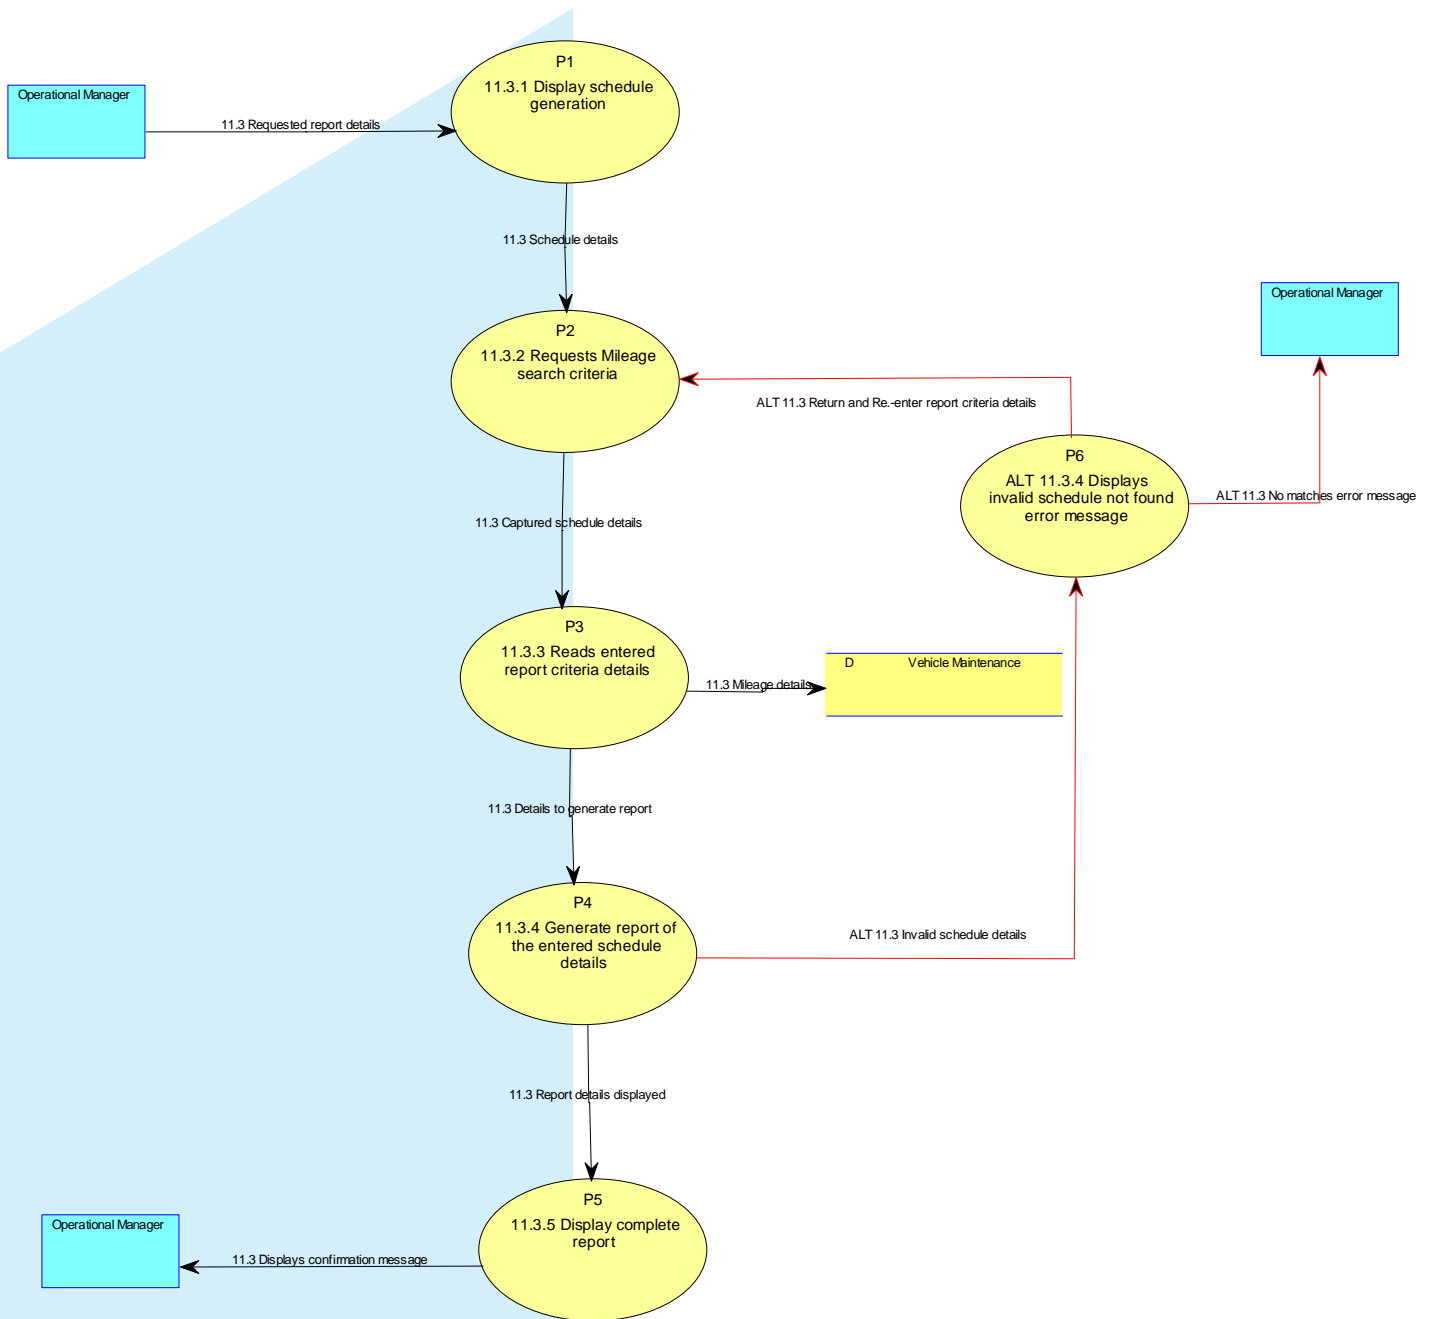 P1
11.3.1 Display schedule
generation
Operational Manager
11.3 Requested report details
11.3 Schedule details
Operational Manager
P2
11.3.2 Requests Mileage
search criteria
ALT 11.3 Return and Re.-enter report criteria details
P6
ALT 11.3.4 Displays
invalid schedule not found
error message
ALT 11.3 No matches error message
11.3 Captured schedule details
P3
11.3.3 Reads entered
report criteria details
D Vehicle Maintenance
11.3 Mileage details
11.3 Details to generate report
P4
11.3.4 Generate report of
the entered schedule
details
ALT 11.3 Invalid schedule details
11.3 Report details displayed
P5
11.3.5 Display complete
report
Operational Manager
11.3 Displays confirmation message